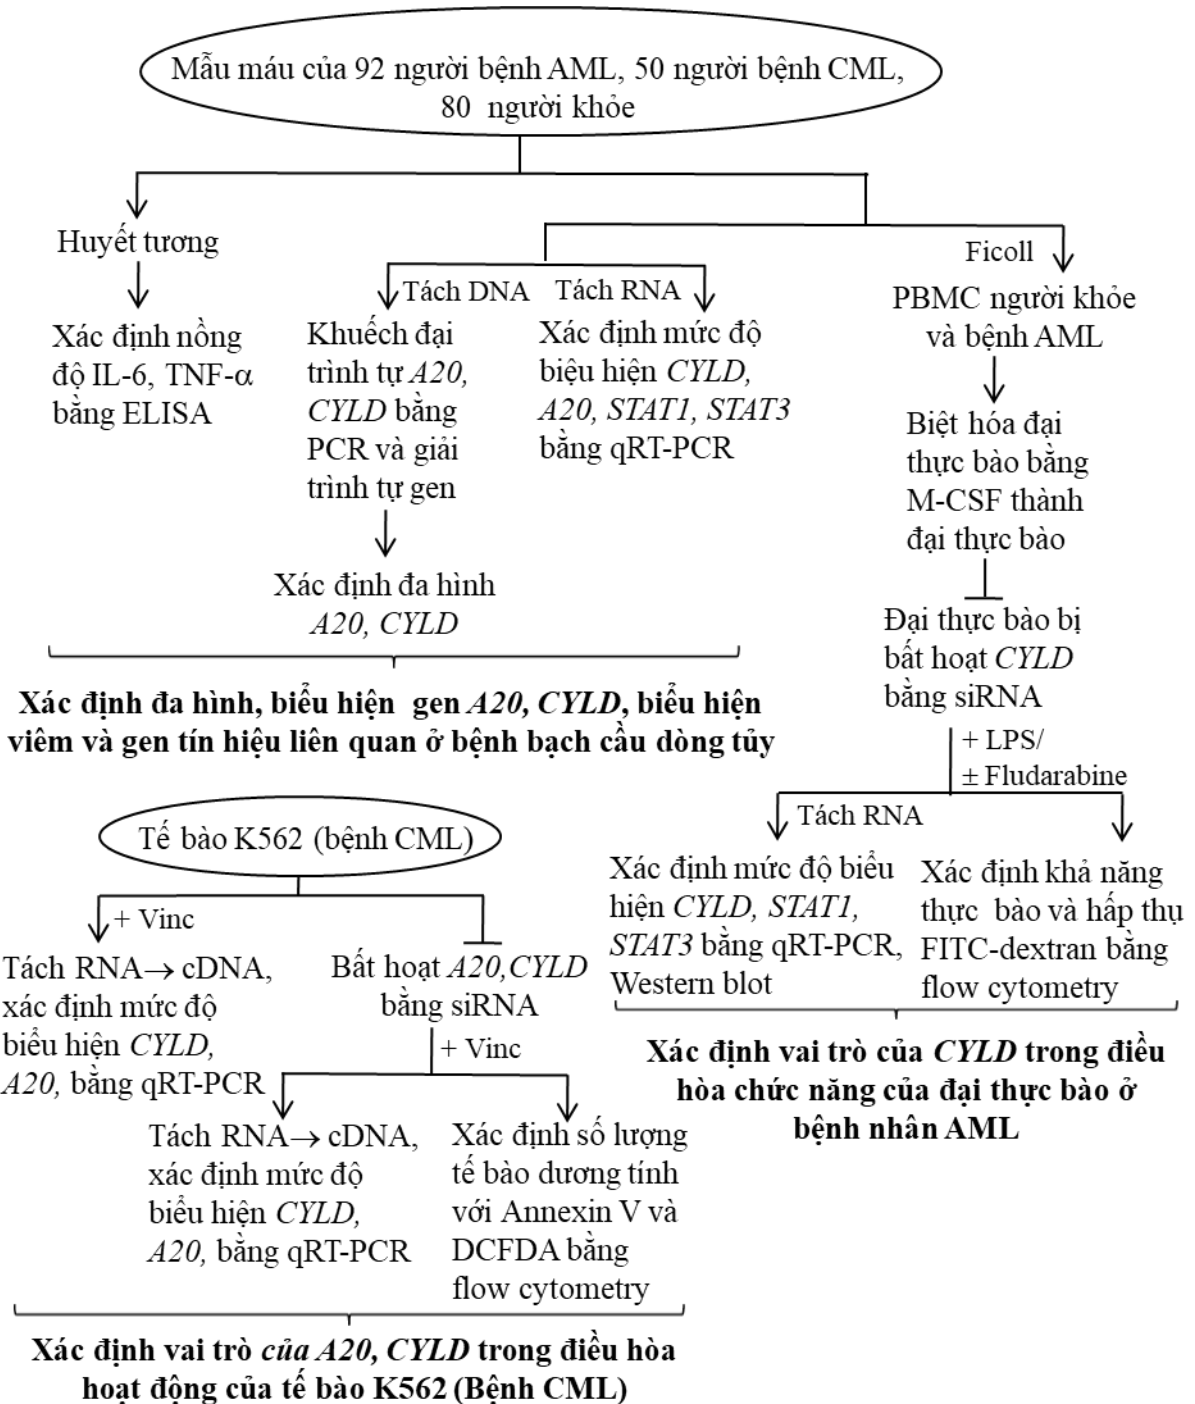 Mẫu máu của 92 người bệnh AML, 50 người bệnh CML,
80 người khỏe
Huyết tương
Xác định nồng
độ IL-6, TNF-α
bằng ELISA
Tách DNA
Khuếch đại
trình tự A20,
CYLD bằng
PCR và giải
trình tự gen
Xác định đa hình
A20, CYLD
Tách RNA
Xác định mức độ
biệu hiện CYLD,
A20, STAT1, STAT3
bằng qRT-PCR
Xác định đa hình, biểu hiện gen A20, CYLD, biểu hiện
viêm và gen tín hiệu liên quan ở bệnh bạch cầu dòng tủy
Ficoll
PBMC người khỏe
và bệnh AML
Biệt hóa đại
thực bào bằng
M-CSF thành
đại thực bào
Đại thực bào bị
bất hoạt CYLD
bằng siRNA
+ LPS/
± Fludarabine
Tách RNA
Xác định mức độ biểu
hiện CYLD, STAT1,
STAT3 bằng qRT-PCR,
Western blot
Xác định khả năng
thực bào và hấp thụ
FITC-dextran bằng
flow cytometry
Xác định vai trò của CYLD trong điều
hòa chức năng của đại thực bào ở
bệnh nhân AML
Tế bào K562 (bệnh CML)
+ Vinc
Tách RNA→ cDNA,
xác định mức độ
biểu hiện CYLD,
A20, bằng qRT-PCR
Bất hoạt A20,CYLD
bằng siRNA
+ Vinc
Tách RNA→ cDNA,
xác định mức độ
biểu hiện CYLD,
A20, bằng qRT-PCR
Xác định số lượng
tế bào dương tính
với Annexin V và
DCFDA bằng
flow cytometry
Xác định vai trò của A20, CYLD trong điều hòa
hoạt động của tế bào K562 (Bệnh CML)